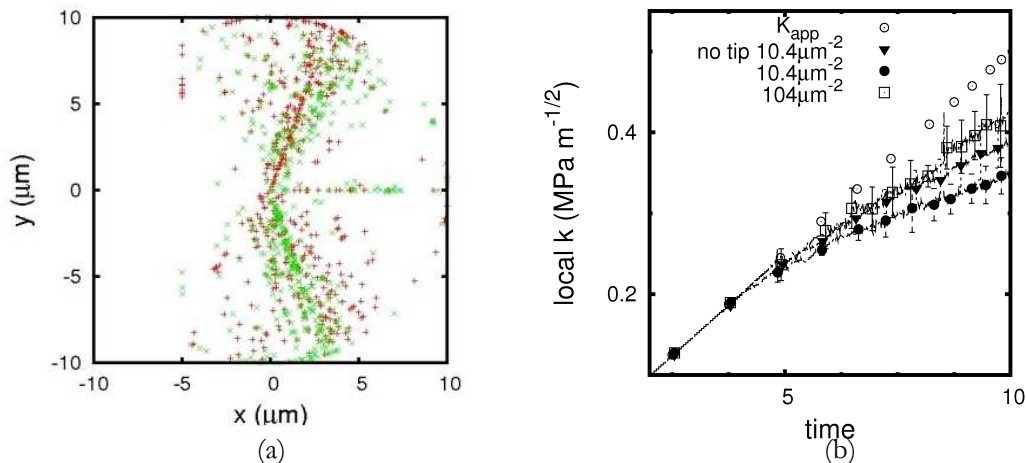 10
5
0
-5
-10
-10
-5
0
5
10
y (μm)
x (μm)
(a)
K_app
no tip 10.4μm⁻²
10.4μm⁻²
104μm⁻²
0.4
0.2
5
10
local k (MPa m⁻¹/²)
time
(b)